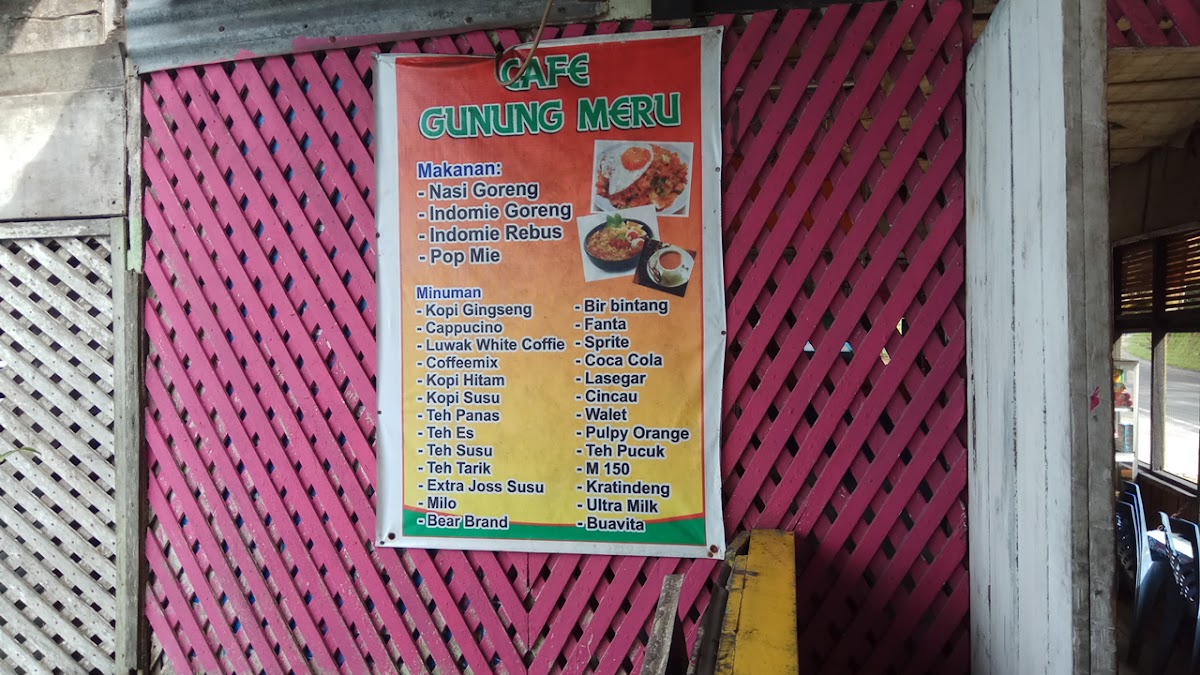 CAFE
GUNUNG MERU
Makanan:
- Nasi Goreng
- Indomie Goreng
- Indomie Rebus
- Pop Mie
Minuman
- Kopi Gingseng
- Cappucino
- Luwak White Coffie
- Coffeemix
- Kopi Hitam
- Kopi Susu
- Teh Panas
- Teh Es
- Teh Susu
- Teh Tarik
- Extra Joss Susu
- Milo
- Bear Brand
- Bir bintang
- Fanta
- Sprite
- Coca Cola
- Lasegar
- Cincau
- Walet
- Pulpy Orange
- Teh Pucuk
- M 150
- Kratindeng
- Ultra Milk
- Buavita